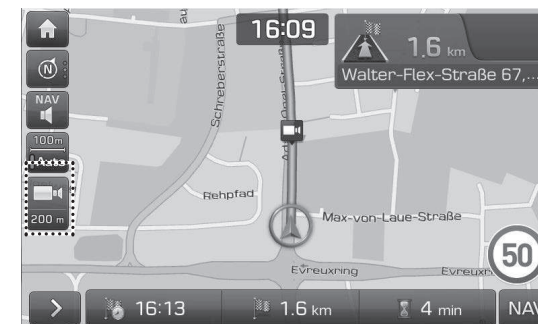 16:09
1.6 km
Walter-Flex-Straße 67,...
NAV
100m
Auto
200 m
Schreberstraße
Rehpfad
Max-von-Laue-Straße
50
Evreuxring
16:13
1.6 km
4 min